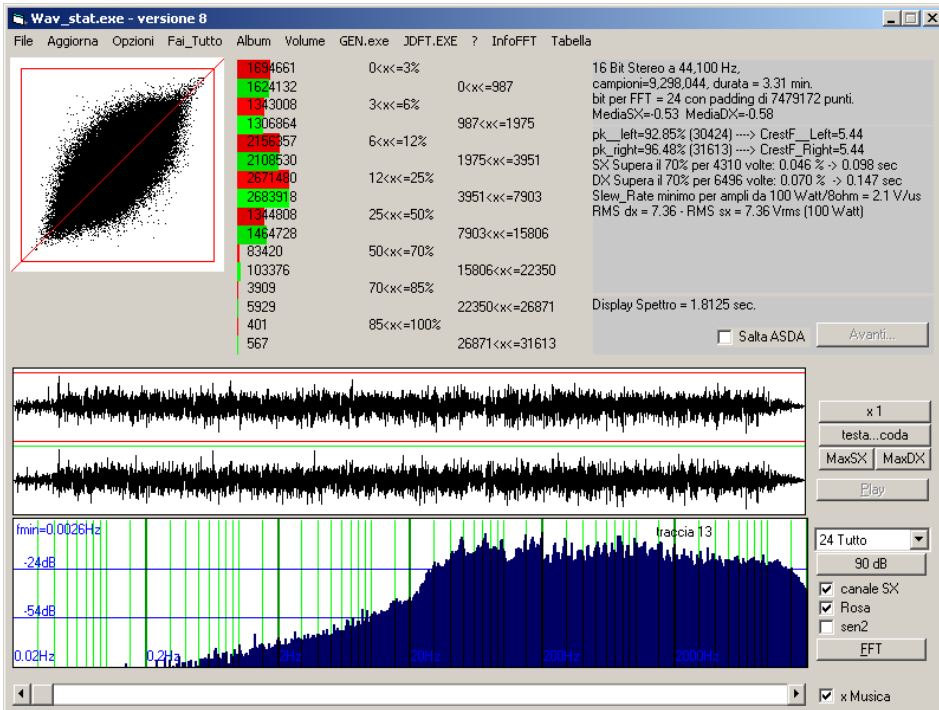 Wav_stat.exe - versione 8
File Aggiorna Opzioni Fai_Tutto Album Volume GEN.exe JDFT.EXE ? InfoFFT Tabella
1694661 0<x<=3%
1624132 0<x<=987
1343008 3<x<=6%
1306864 987<x<=1975
2156357 6<x<=12%
2108530 1975<x<=3951
2671480 12<x<=25%
2683918 3951<x<=7903
1344808 25<x<=50%
1464728 7903<x<=15806
83420 50<x<=70%
103376 15806<x<=22350
3909 70<x<=85%
5929 22350<x<=26871
401 85<x<=100%
567 26871<x<=31613
16 Bit Stereo a 44,100 Hz,
campioni=9,298,044, durata = 3.31 min.
bit per FFT = 24 con padding di 7479172 punti.
MediaSX=-0.53 MediaDX=-0.58
pk__left=92.85% (30424) ----> CrestF__Left=5.44
pk_right=96.48% (31613) ----> CrestF_Right=5.44
SX Supera il 70% per 4310 volte: 0.046 % -> 0.098 sec
DX Supera il 70% per 6496 volte: 0.070 % -> 0.147 sec
Slew_Rate minimo per ampli da 100 Watt/8ohm = 2.1 V/us
RMS dx = 7.36 - RMS sx = 7.36 Vrms (100 Watt)
Display Spettro = 1.8125 sec.
Salta ASDA Avanti...
x 1
testa...coda
MaxSX MaxDX
Play
fmin=0.0026Hz traccia 13
-24dB
-54dB
0.02Hz 0.2Hz 2Hz 20Hz 200Hz 2000Hz
24 Tutto
90 dB
canale SX
Rosa
sen2
FFT
x Musica